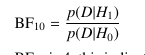 BF₁₀ = p(D|H₁) / p(D|H₀)